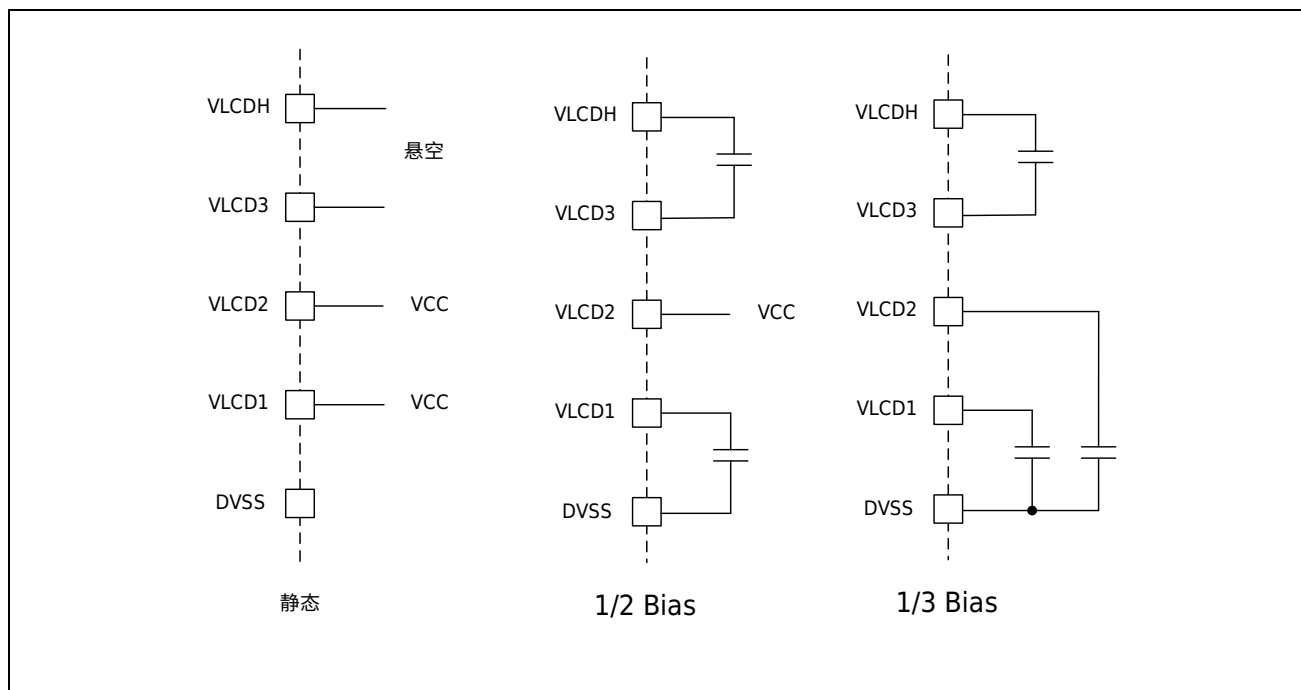 VLCDH
悬空
VLCD3
VLCD2 VCC
VLCD1 VCC
DVSS
静态
VLCDH
VLCD3
VLCD2 VCC
VLCD1
DVSS
1/2 Bias
VLCDH
VLCD3
VLCD2
VLCD1
DVSS
1/3 Bias